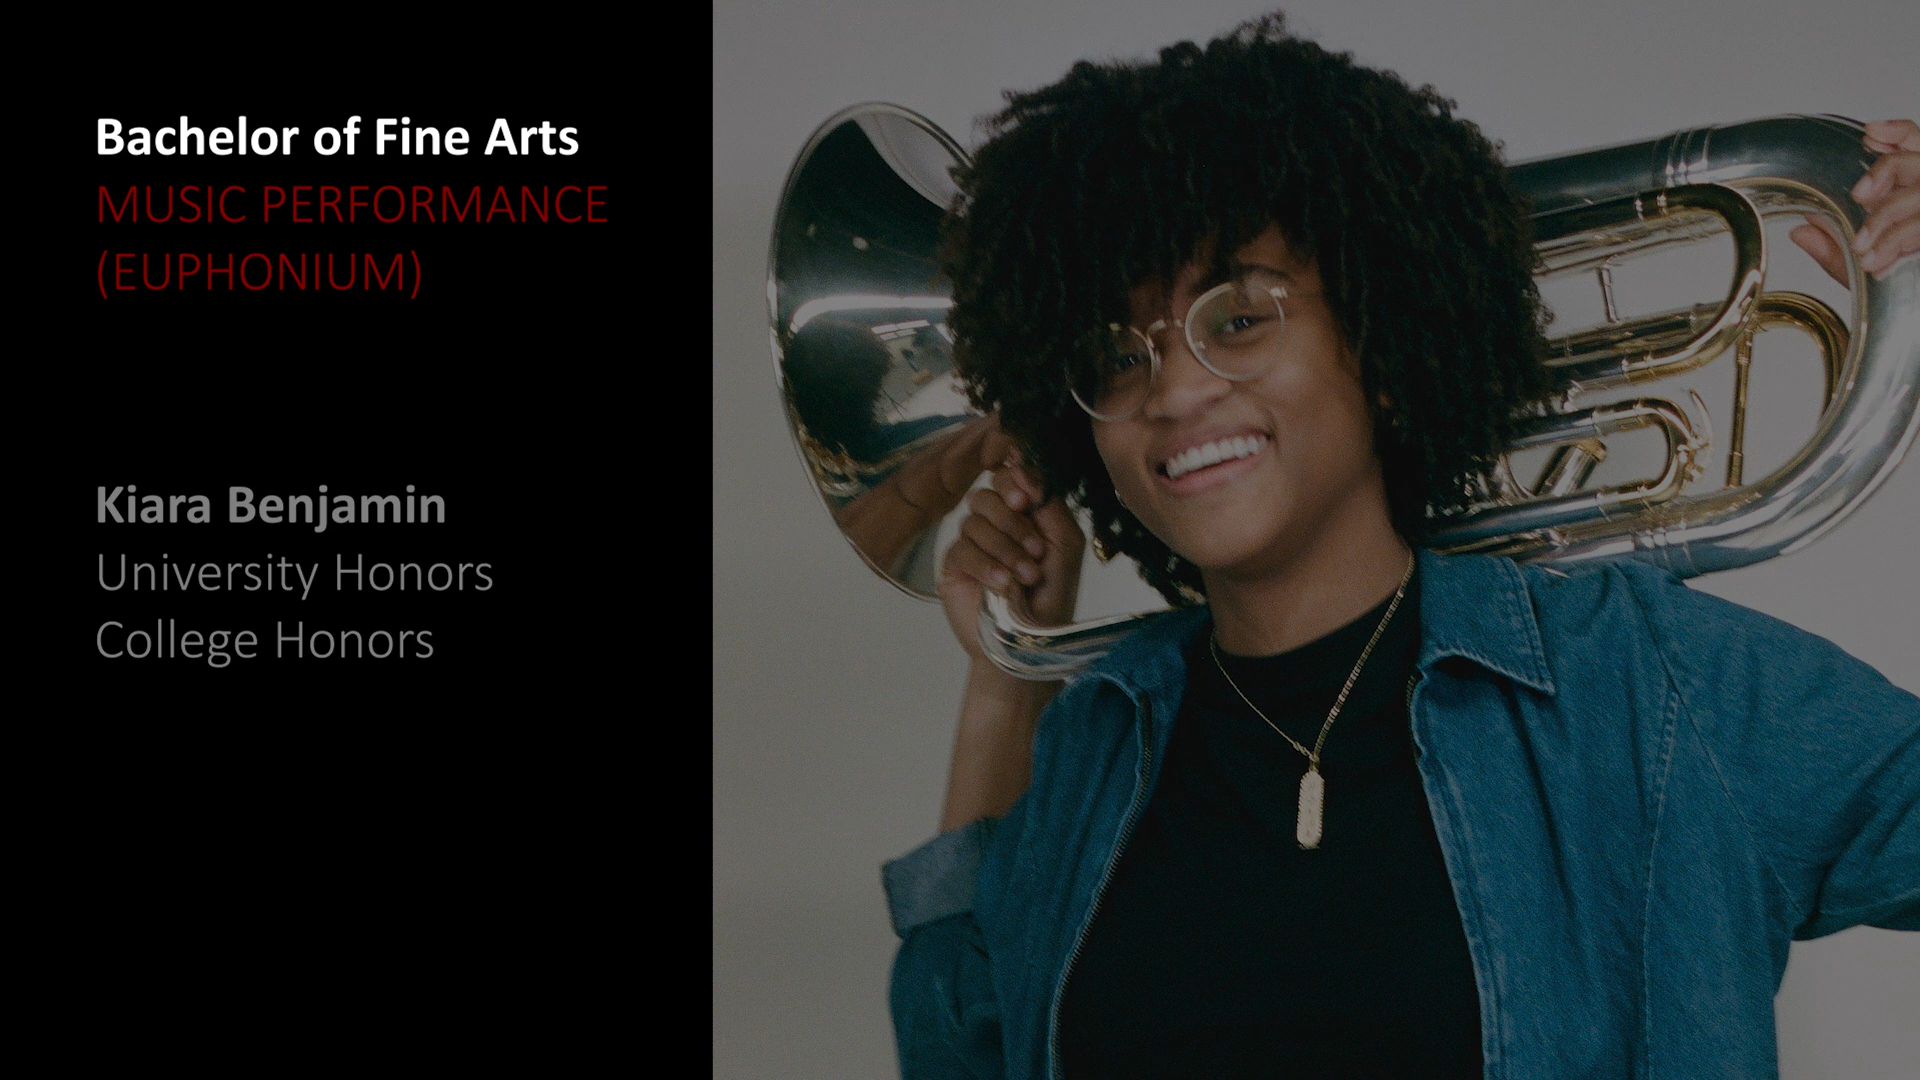 Bachelor of Fine Arts
MUSIC PERFORMANCE
(EUPHONIUM)
Kiara Benjamin
University Honors
College Honors